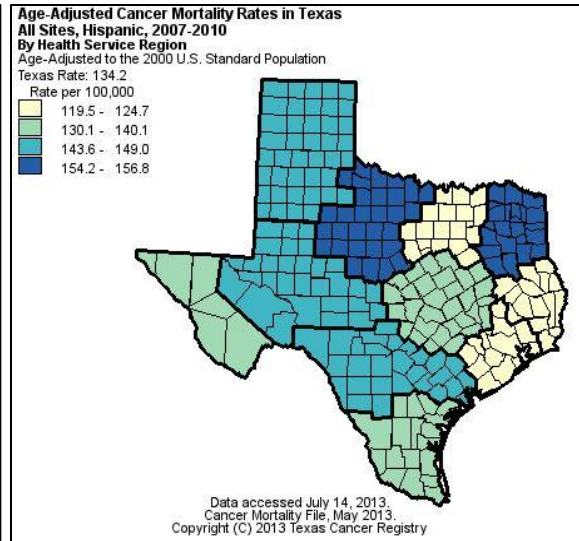 Age-Adjusted Cancer Mortality Rates in Texas
All Sites, Hispanic, 2007-2010
By Health Service Region
Age-Adjusted to the 2000 U.S. Standard Population
Texas Rate: 134.2
Rate per 100,000
119.5 - 124.7
130.1 - 140.1
143.6 - 149.0
154.2 - 156.8
Data accessed July 14, 2013.
Cancer Mortality File, May 2013.
Copyright (C) 2013 Texas Cancer Registry